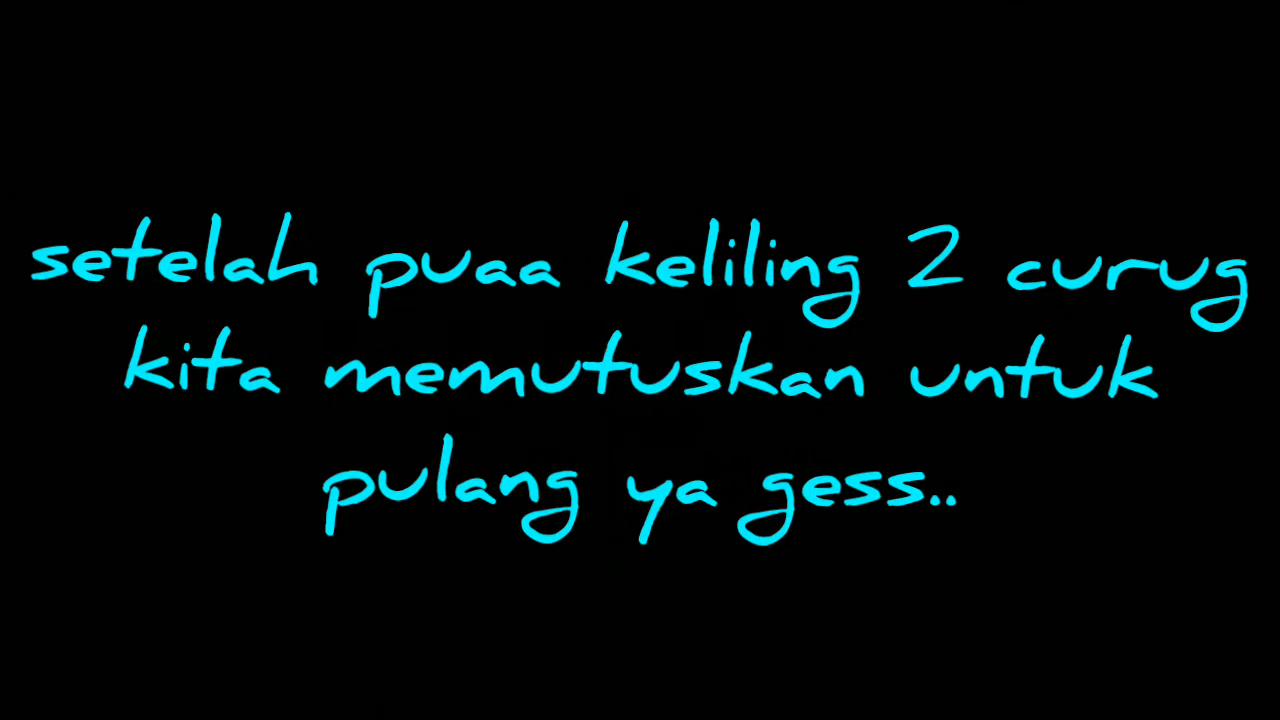 setelah puaa keliling 2 curug
kita memutuskan untuk
pulang ya gess..